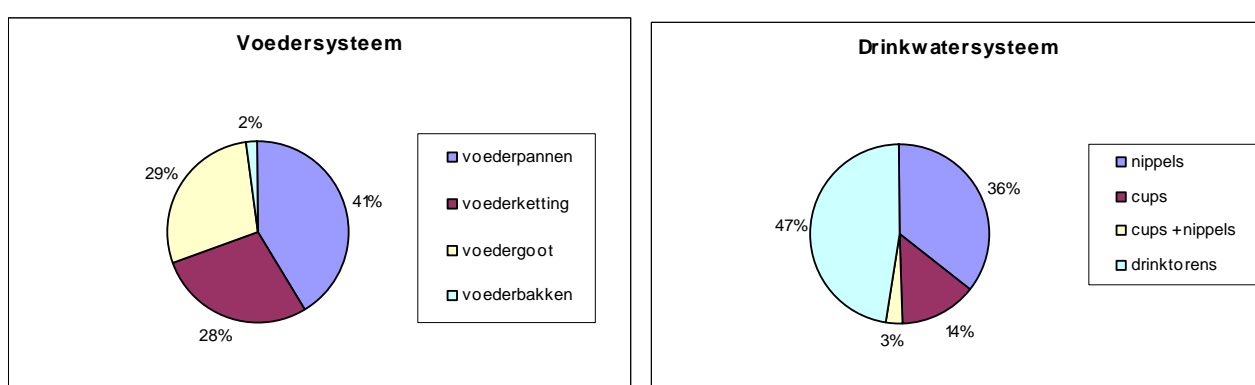 Voedersysteem
2%
29%
41%
28%
voederpannen
voederketting
voedergoot
voederbakken
Drinkwatersysteem
36%
47%
3%
14%
nippels
cups
cups +nippels
drinktorens